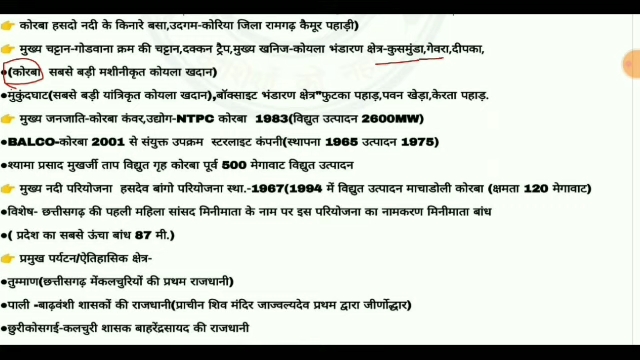 👉 कोरबा हसदो नदी के किनारे बसा,उदगम-कोरिया जिला रामगढ़ कैमूर पहाड़ी)
👉 मुख्य चट्टान-गोडवाना क्रम की चट्टान,दक्कन ट्रैप,मुख्य खनिज-कोयला भंडारण क्षेत्र-कुसमुंडा,गेवरा,दीपका,
•(कोरबा सबसे बड़ी मशीनीकृत कोयला खदान)
•मुकुंदघाट(सबसे बड़ी यांत्रिकृत कोयला खदान),बॉक्साइट भंडारण क्षेत्र"फुटका पहाड़,पवन खेड़ा,केरता पहाड़.
👉 मुख्य जनजाति-कोरबा कंवर,उद्योग-NTPC कोरबा 1983(विद्युत उत्पादन 2600MW)
•BALCO-कोरबा 2001 से संयुक्त उपक्रम स्टरलाइट कंपनी(स्थापना 1965 उत्पादन 1975)
•श्यामा प्रसाद मुखर्जी ताप विद्युत गृह कोरबा पूर्व 500 मेगावाट विद्युत उत्पादन
👉 मुख्य नदी परियोजना हसदेव बांगो परियोजना स्था.-1967(1994 में विद्युत उत्पादन माचाडोली कोरबा (क्षमता 120 मेगावाट)
•विशेष- छत्तीसगढ़ की पहली महिला सांसद मिनीमाता के नाम पर इस परियोजना का नामकरण मिनीमाता बांध
•( प्रदेश का सबसे ऊंचा बांध 87 मी.)
👉 प्रमुख पर्यटन/ऐतिहासिक क्षेत्र-
•तुम्माण(छत्तीसगढ़ मेंकलचुरियों की प्रथम राजधानी)
•पाली -बाढ़वंशी शासकों की राजधानी(प्राचीन शिव मंदिर जाज्वल्यदेव प्रथम द्वारा जीर्णोद्धार)
•छुरीकोसगई-कलचुरी शासक बाहरेंद्रसायद की राजधानी